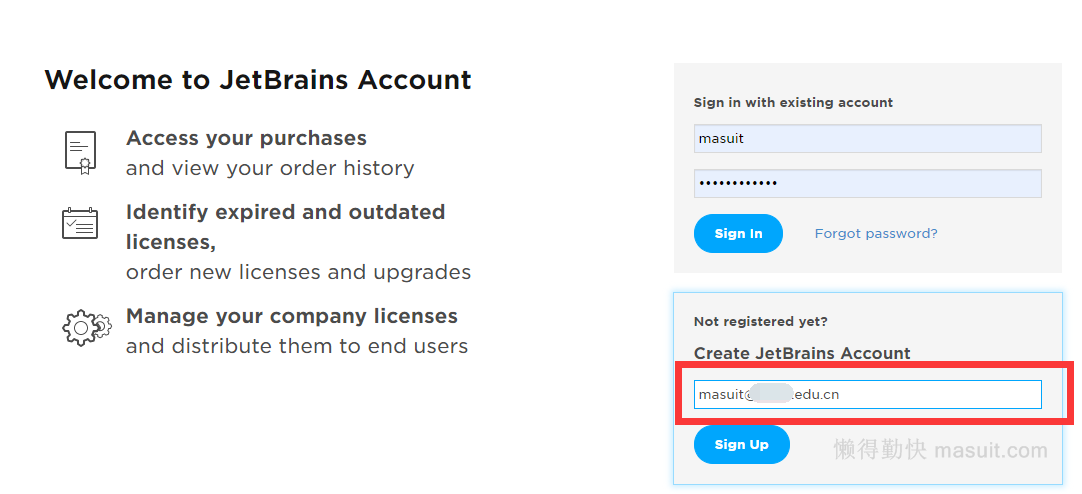 Welcome to JetBrains Account
Access your purchases
and view your order history
Identify expired and outdated
licenses,
order new licenses and upgrades
Manage your company licenses
and distribute them to end users
Sign in with existing account
masuit
••••••••••••
Sign In Forgot password?
Not registered yet?
Create JetBrains Account
masuit@ .edu.cn
Sign Up
懒得勤快 masuit.com